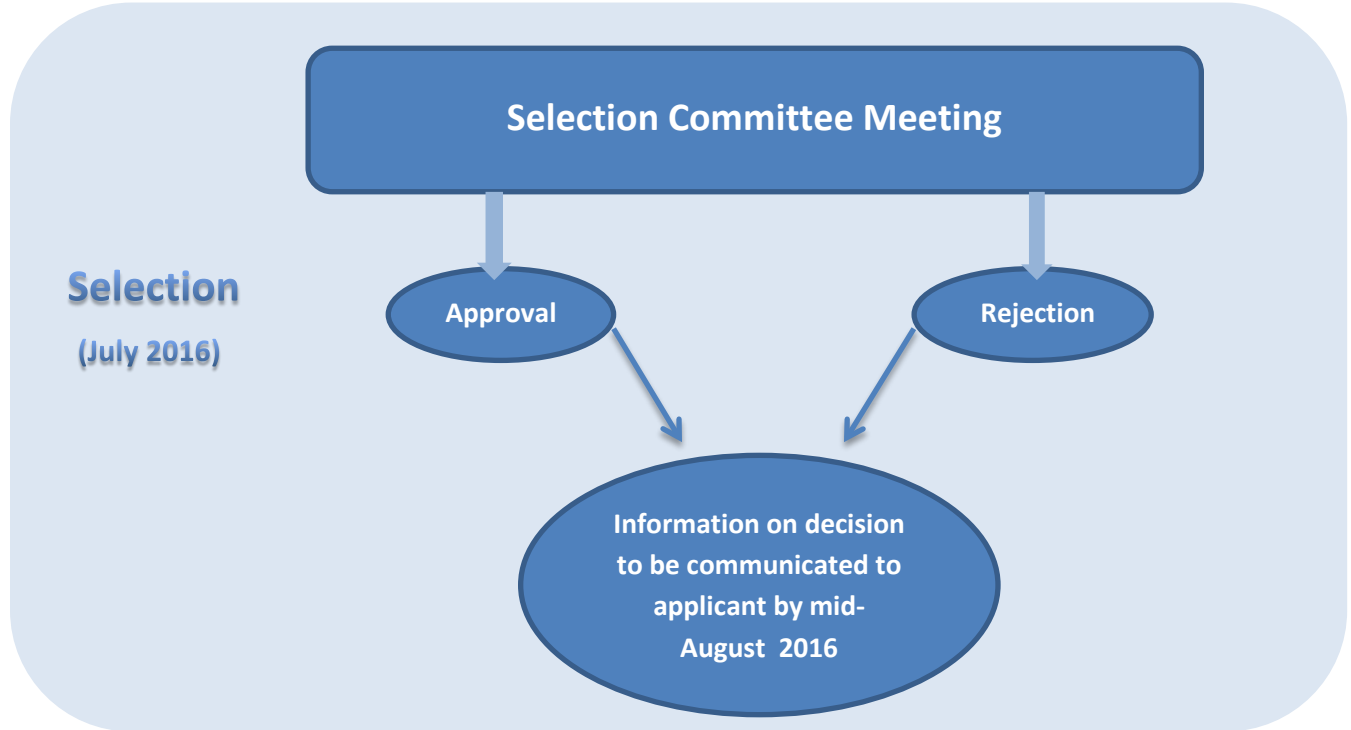 Selection Committee Meeting
Selection
(July 2016)
Approval
Rejection
Information on decision
to be communicated to
applicant by mid-
August  2016